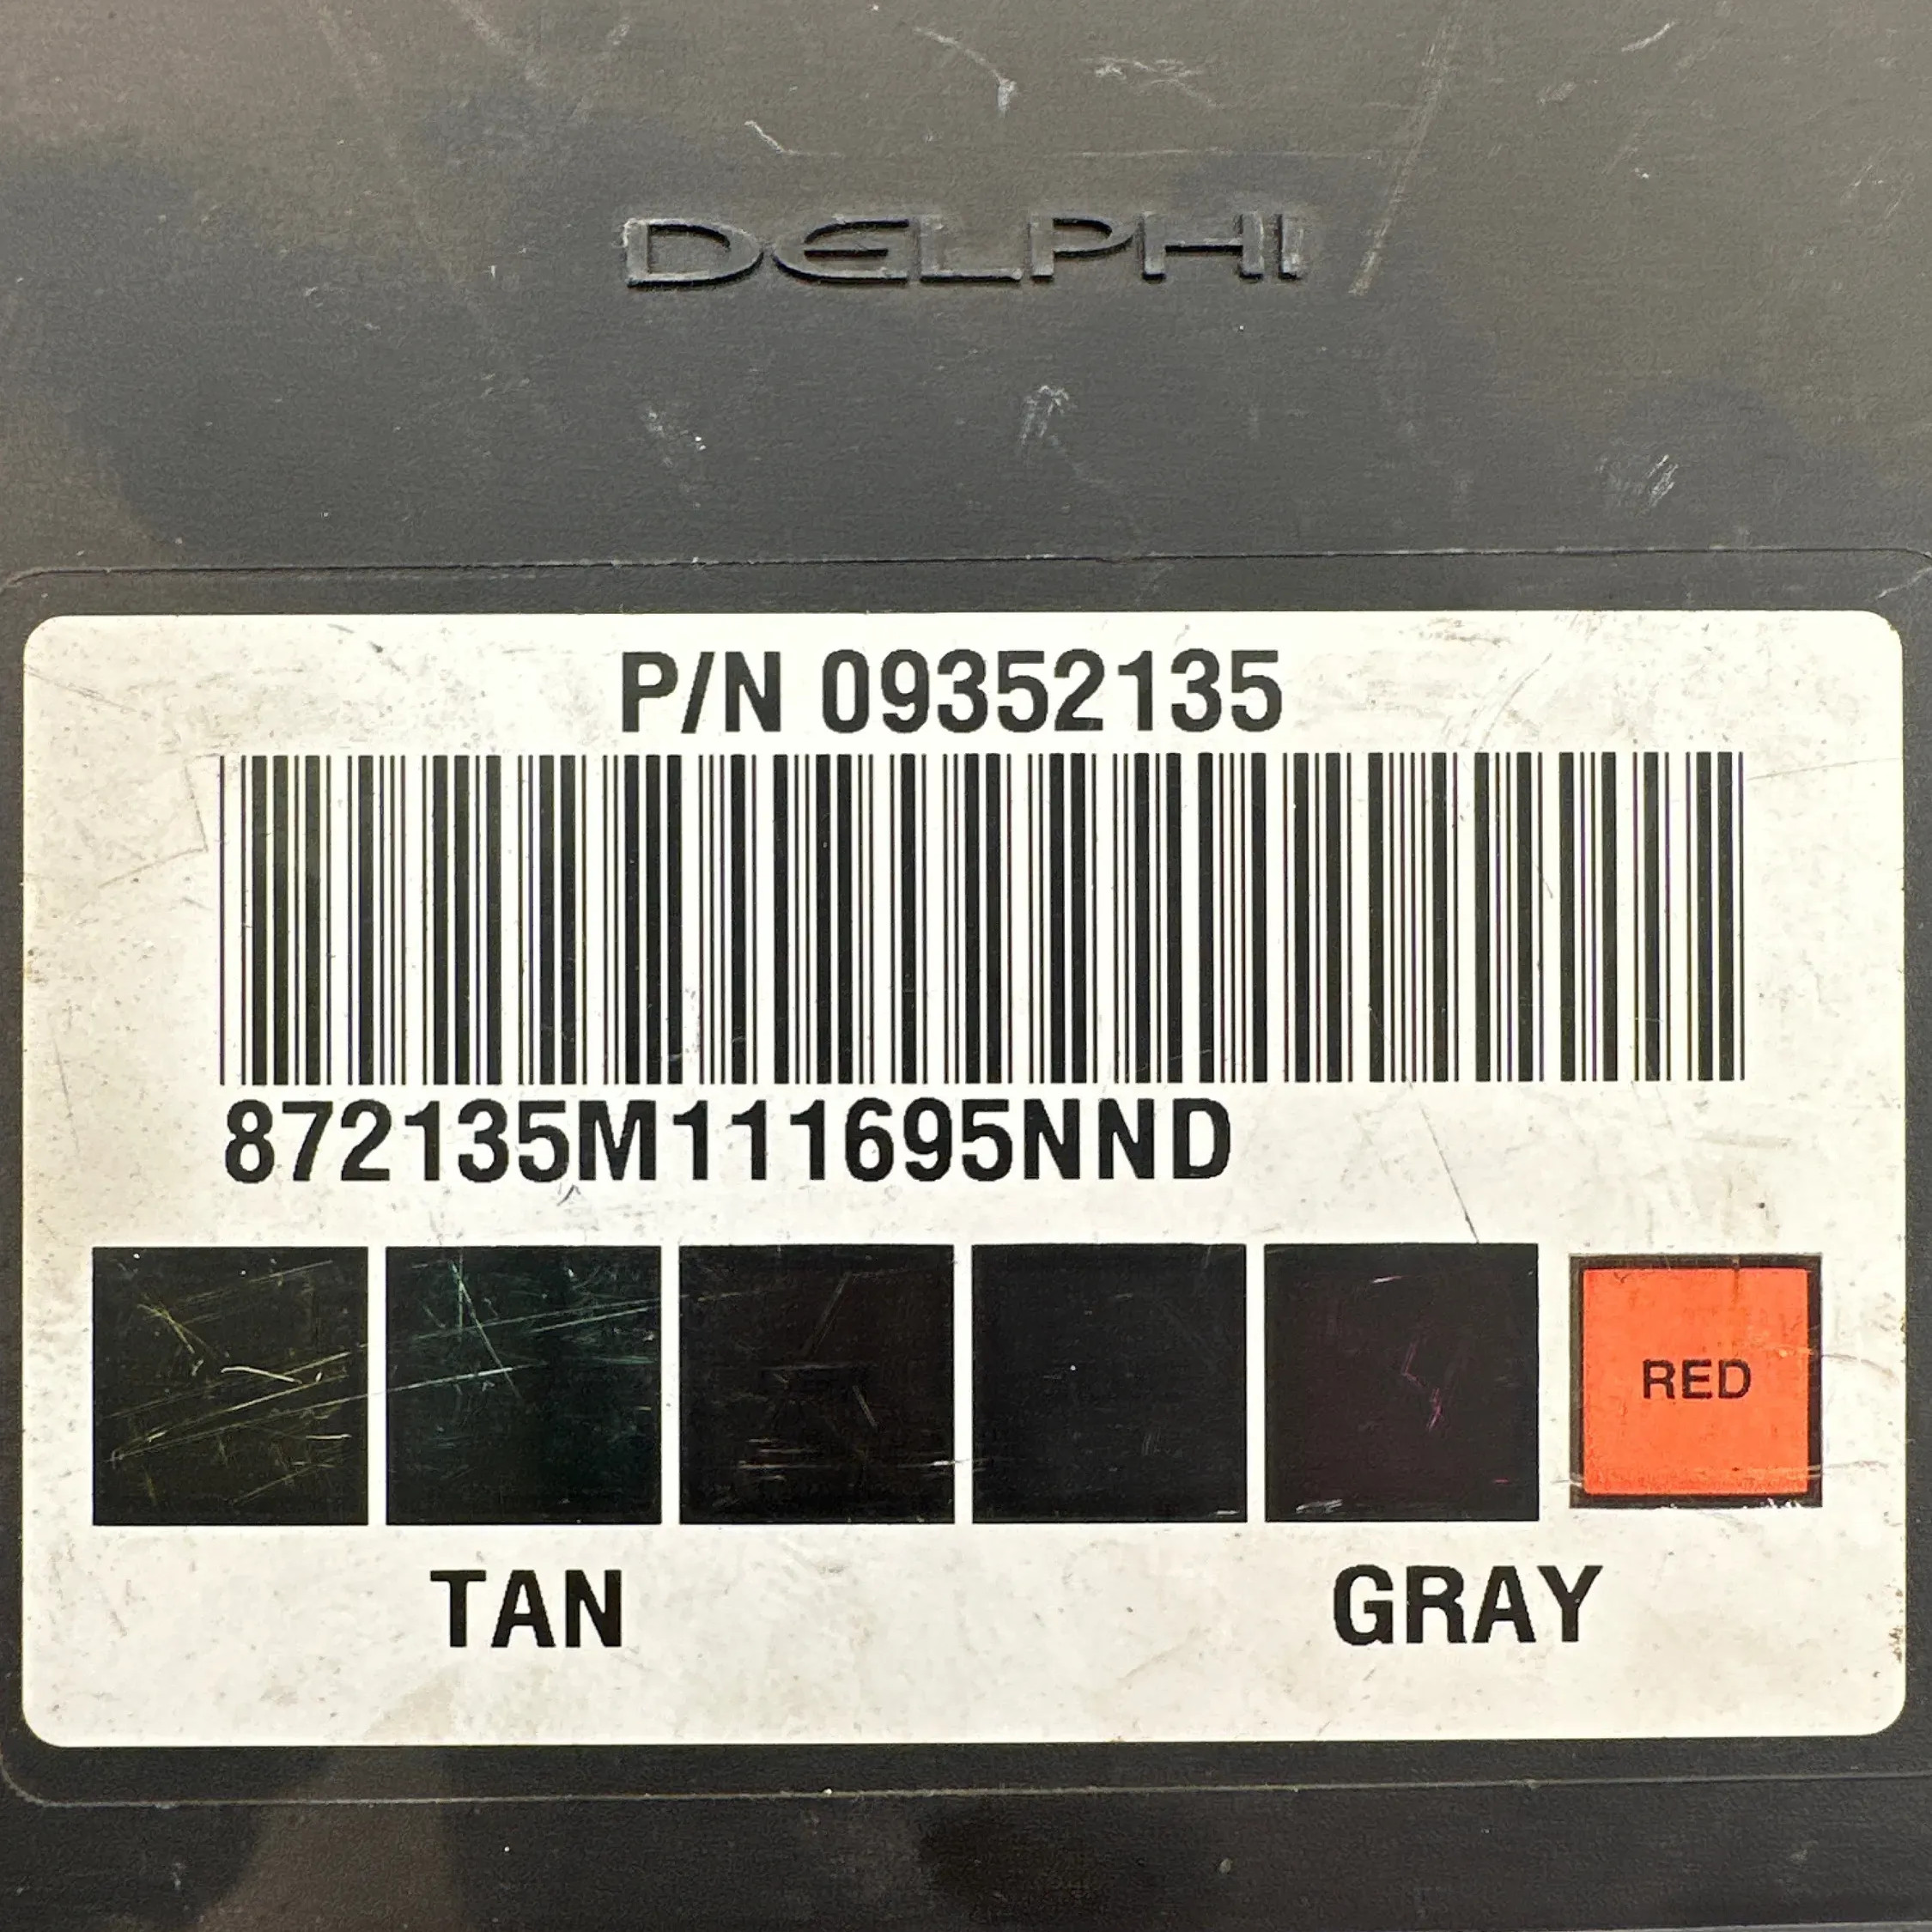 DELPHI
P/N 09352135
872135M111695NND
RED
TAN GRAY